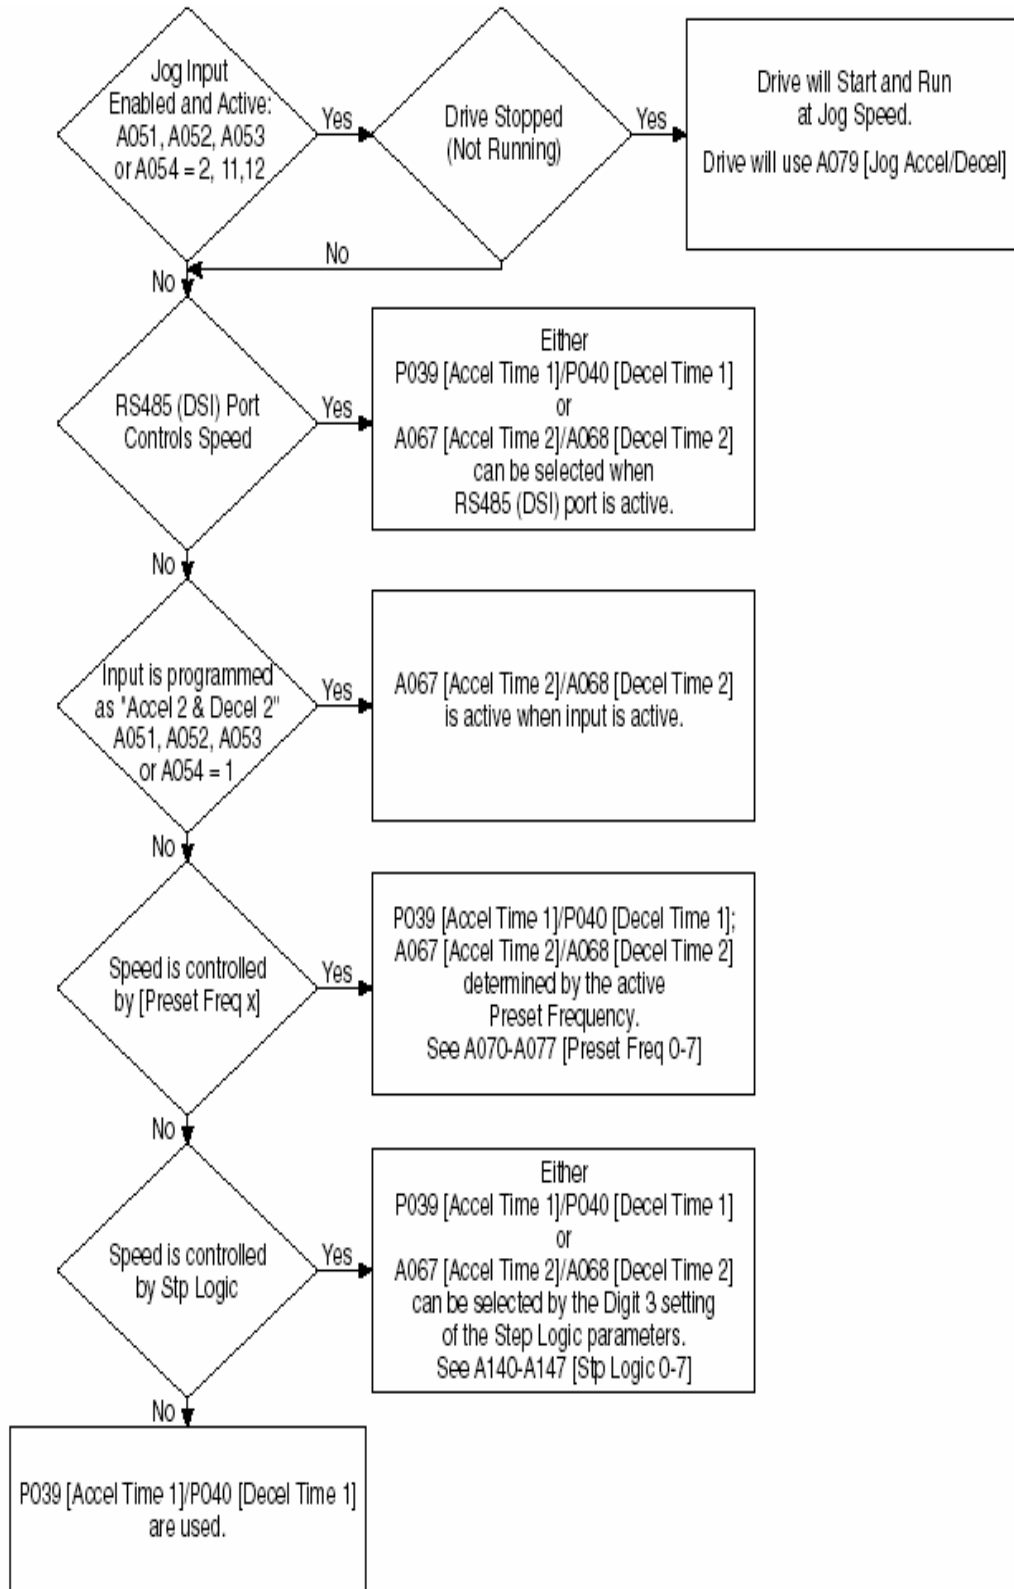 Jog Input
Enabled and Active:
A051, A052, A053
or A054 = 2, 11,12
Yes
Drive Stopped
(Not Running)
Yes
Drive will Start and Run
at Jog Speed.
Drive will use A079 [Jog Accel/Decel]
No
No
RS485 (DSI) Port
Controls Speed
Yes
Either
P039 [Accel Time 1]/P040 [Decel Time 1]
or
A067 [Accel Time 2]/A068 [Decel Time 2]
can be selected when
RS485 (DSI) port is active.
No
Input is programmed
as "Accel 2 & Decel 2"
A051, A052, A053
or A054 = 1
Yes
A067 [Accel Time 2]/A068 [Decel Time 2]
is active when input is active.
No
Speed is controlled
by [Preset Freq x]
Yes
P039 [Accel Time 1]/P040 [Decel Time 1];
A067 [Accel Time 2]/A068 [Decel Time 2]
determined by the active
Preset Frequency.
See A070-A077 [Preset Freq 0-7]
No
Speed is controlled
by Stp Logic
Yes
Either
P039 [Accel Time 1]/P040 [Decel Time 1]
or
A067 [Accel Time 2]/A068 [Decel Time 2]
can be selected by the Digit 3 setting
of the Step Logic parameters.
See A140-A147 [Stp Logic 0-7]
No
P039 [Accel Time 1]/P040 [Decel Time 1]
are used.